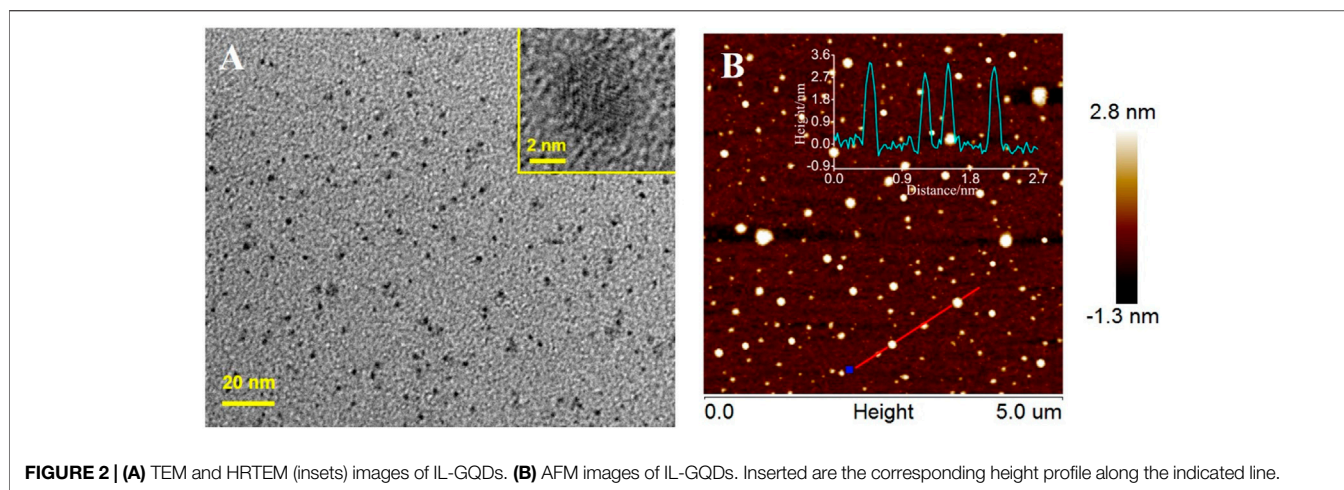 A
2 nm
20 nm
B
3.6
2.7
1.8
0.9
0.0
-0.9
Height/nm
0.0 0.9 1.8 2.7
Distance/nm
2.8 nm
-1.3 nm
0.0 Height 5.0 um
FIGURE 2 | (A) TEM and HRTEM (insets) images of IL-GQDs. (B) AFM images of IL-GQDs. Inserted are the corresponding height profile along the indicated line.